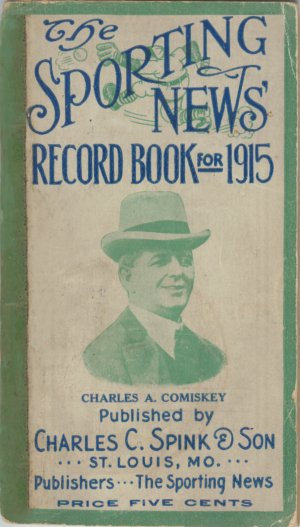 The
SPORTING
NEWS'
RECORD BOOK FOR 1915
CHARLES A. COMISKEY
Published by
CHARLES C. SPINK & SON
··· ST. LOUIS, MO. ···
Publishers···The Sporting News
PRICE FIVE CENTS